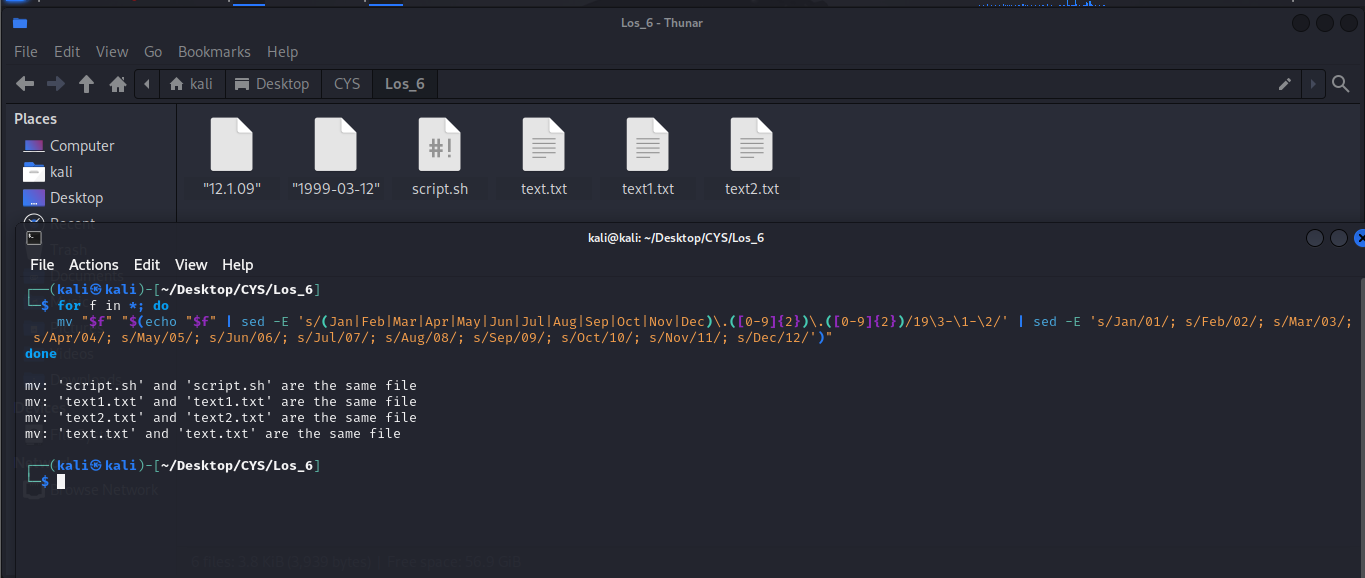 Los_6 - Thunar
File Edit View Go Bookmarks Help
kali Desktop CYS Los_6
Places
Computer
kali
Desktop
Recent
"12.1.09" "1999-03-12" script.sh text.txt text1.txt text2.txt
kali@kali: ~/Desktop/CYS/Los_6
File Actions Edit View Help
┌──(kali㉿kali)-[~/Desktop/CYS/Los_6]
└─$ for f in *; do
mv "$f" "$(echo "$f" | sed -E 's/(Jan|Feb|Mar|Apr|May|Jun|Jul|Aug|Sep|Oct|Nov|Dec)\.([0-9]{2})\.([0-9]{2})/19\3-\1-\2/' | sed -E 's/Jan/01/; s/Feb/02/; s/Mar/03/;
s/Apr/04/; s/May/05/; s/Jun/06/; s/Jul/07/; s/Aug/08/; s/Sep/09/; s/Oct/10/; s/Nov/11/; s/Dec/12/')"
done
mv: 'script.sh' and 'script.sh' are the same file
mv: 'text1.txt' and 'text1.txt' are the same file
mv: 'text2.txt' and 'text2.txt' are the same file
mv: 'text.txt' and 'text.txt' are the same file
┌──(kali㉿kali)-[~/Desktop/CYS/Los_6]
└─$
Browse Network